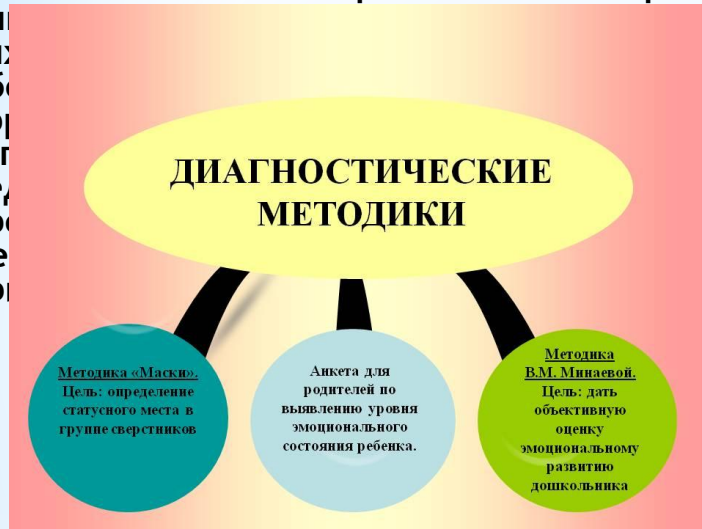 ДИАГНОСТИЧЕСКИЕ
МЕТОДИКИ
Методика «Маски».
Цель: определение
статусного места в
группе сверстников
Анкета для
родителей по
выявлению уровня
эмоционального
состояния ребенка.
Методика
В.М. Минаевой.
Цель: дать
объективную
оценку
эмоциональному
развитию
дошкольника